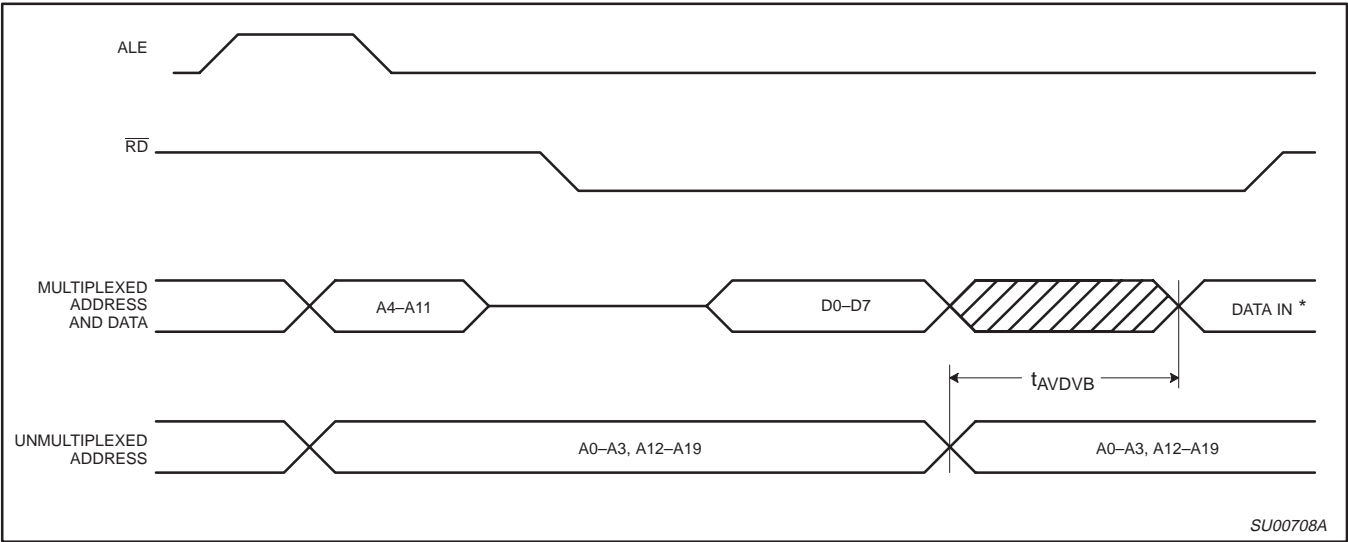 ALE
RD
MULTIPLEXED
ADDRESS
AND DATA
A4–A11
D0–D7
DATA IN *
tAVDVB
UNMULTIPLEXED
ADDRESS
A0–A3, A12–A19
A0–A3, A12–A19
SU00708A